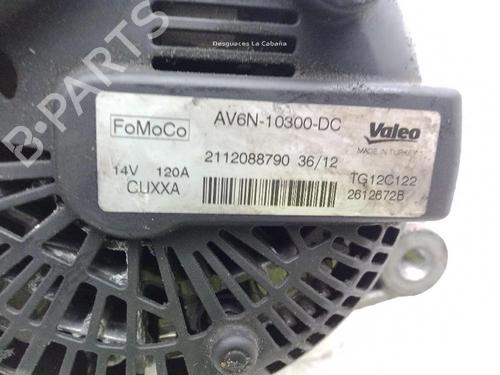 Desguaces La Cabaña
FoMoCo
AV6N-10300-DC
Valeo
MADE IN TURKEY
14V 120A
2112088790 36/12
CLIXXA
TG12C122
2612672B
B-PARTS